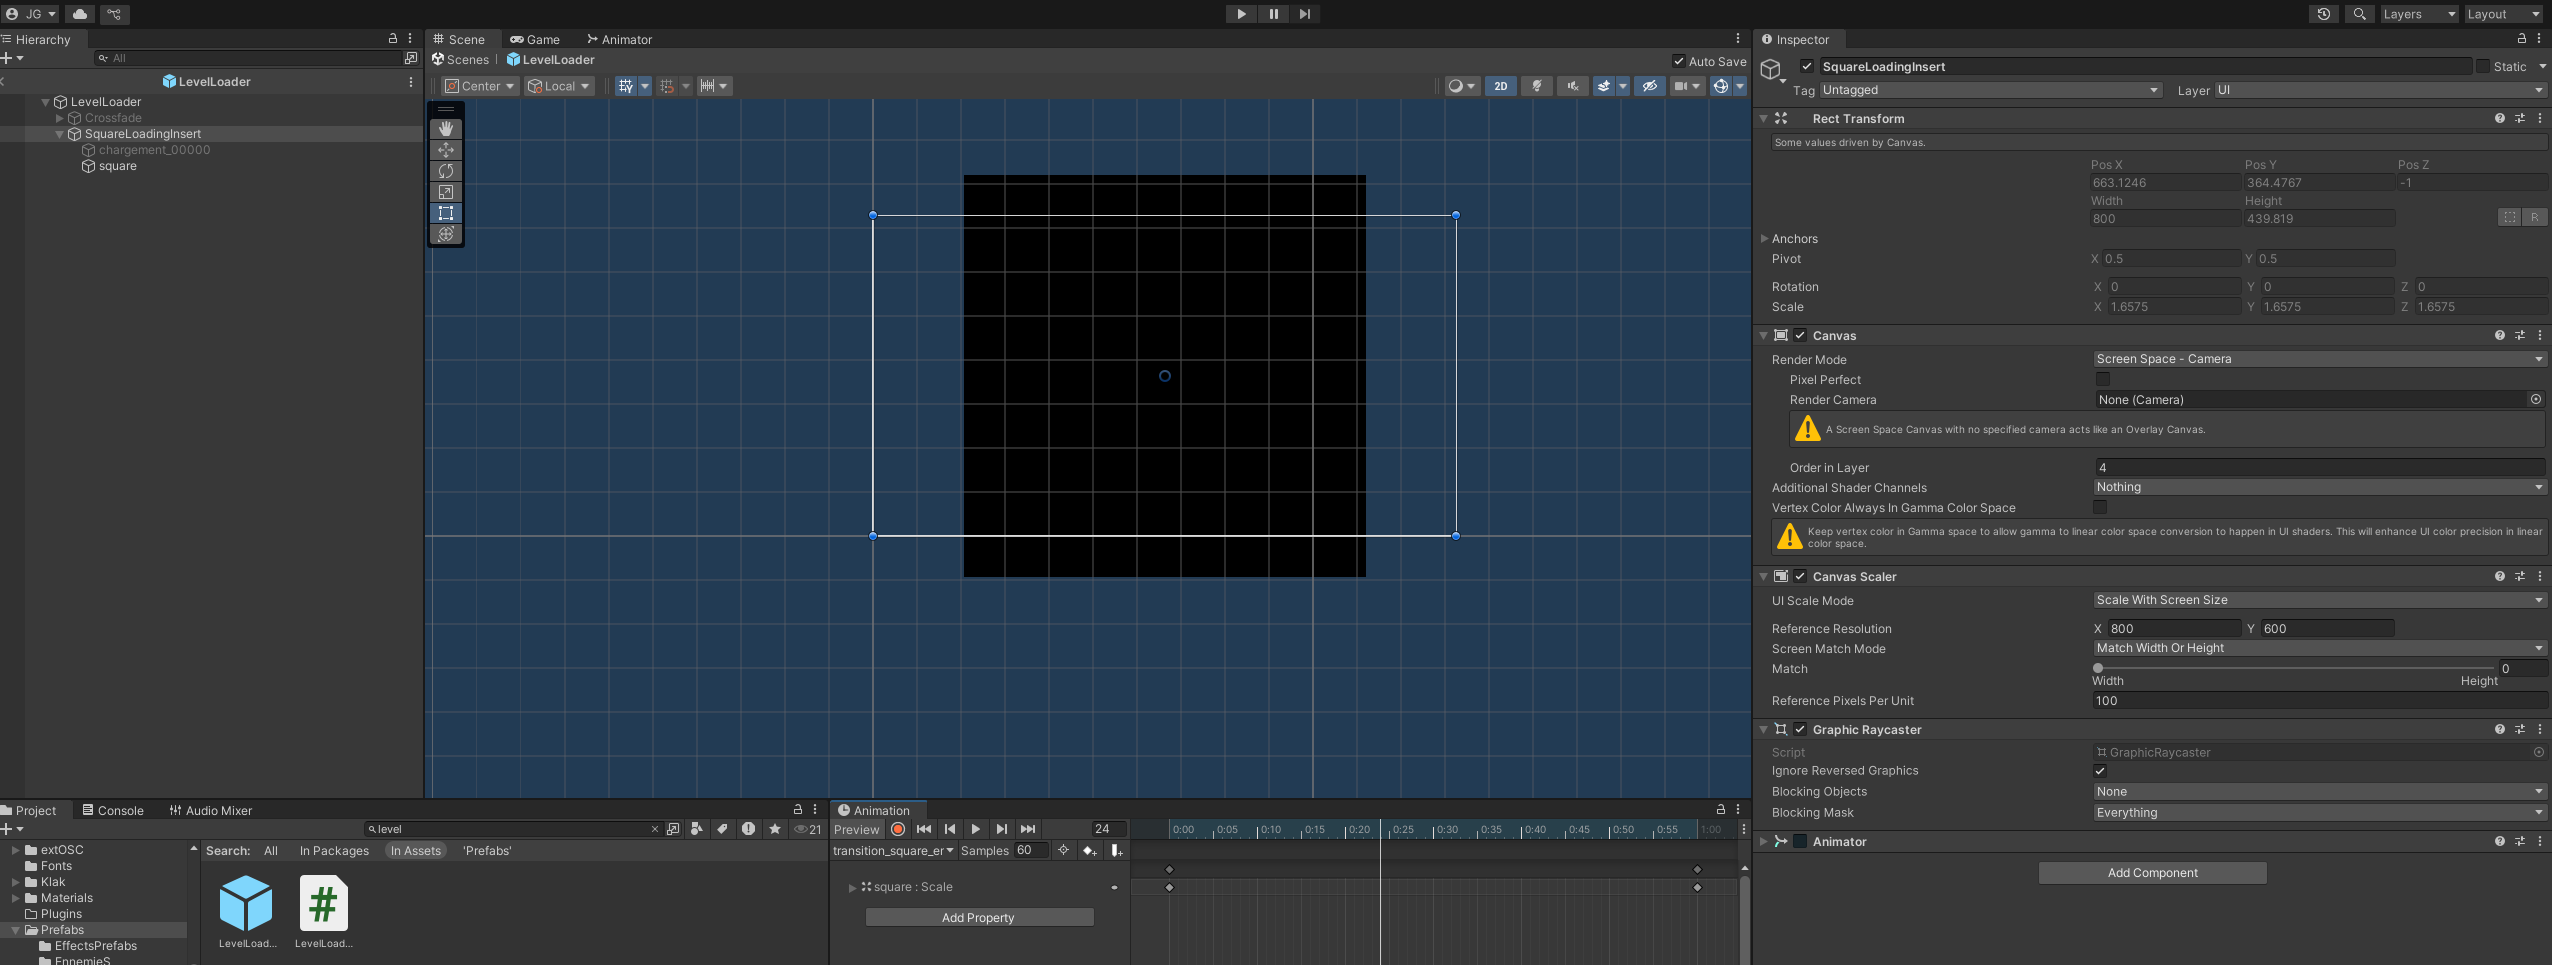 JG
Layers
Layout
Hierarchy
All
LevelLoader
LevelLoader
Crossfade
SquareLoadingInsert
chargement_00000
square
Scene
Game
Animator
Scenes
LevelLoader
Auto Save
Center
Local
2D
Inspector
SquareLoadingInsert
Static
Tag
Untagged
Layer
UI
Rect Transform
Some values driven by Canvas.
Pos X Pos Y Pos Z
663.1246 364.4767 -1
Width Height
800 439.819
R
Anchors
Pivot X 0.5 Y 0.5
Rotation X 0 Y 0 Z 0
Scale X 1.6575 Y 1.6575 Z 1.6575
Canvas
Render Mode Screen Space - Camera
Pixel Perfect
Render Camera None (Camera)
A Screen Space Canvas with no specified camera acts like an Overlay Canvas.
Order in Layer 4
Additional Shader Channels Nothing
Vertex Color Always In Gamma Color Space
Keep vertex color in Gamma space to allow gamma to linear color space conversion to happen in UI shaders. This will enhance UI color precision in linear
color space.
Canvas Scaler
UI Scale Mode Scale With Screen Size
Reference Resolution X 800 Y 600
Screen Match Mode Match Width Or Height
Match 0
Width Height
Reference Pixels Per Unit 100
Graphic Raycaster
Script GraphicRaycaster
Ignore Reversed Graphics
Blocking Objects None
Blocking Mask Everything
Animator
Add Component
Project
Console
Audio Mixer
level
21
extOSC
Fonts
Klak
Materials
Plugins
Prefabs
EffectsPrefabs
EnnemieS
Search: All In Packages In Assets 'Prefabs'
LevelLoad...
LevelLoad...
Animation
Preview
24
transition_square_er
Samples 60
square : Scale
Add Property
0:00 0:05 0:10 0:15 0:20 0:25 0:30 0:35 0:40 0:45 0:50 0:55 1:00